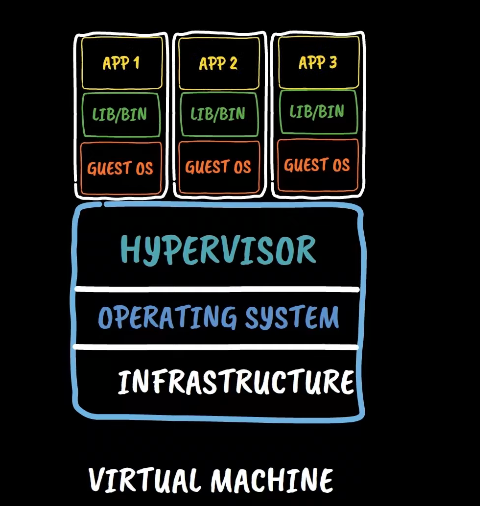 APP 1
APP 2
APP 3
LIB/BIN
LIB/BIN
LIB/BIN
GUEST OS
GUEST OS
GUEST OS
HYPERVISOR
OPERATING SYSTEM
INFRASTRUCTURE
VIRTUAL MACHINE